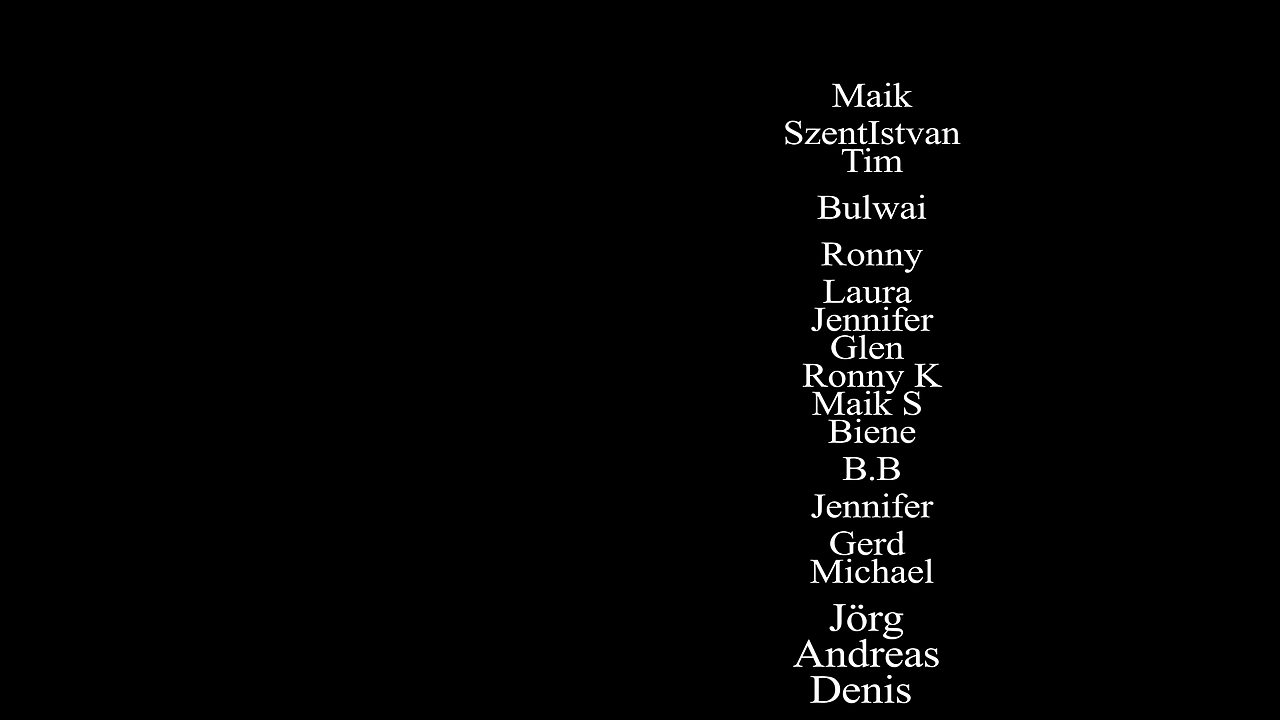 Maik
SzentIstvan
Tim
Bulwai
Ronny
Laura
Jennifer
Glen
Ronny K
Maik S
Biene
B.B
Jennifer
Gerd
Michael
Jörg
Andreas
Denis